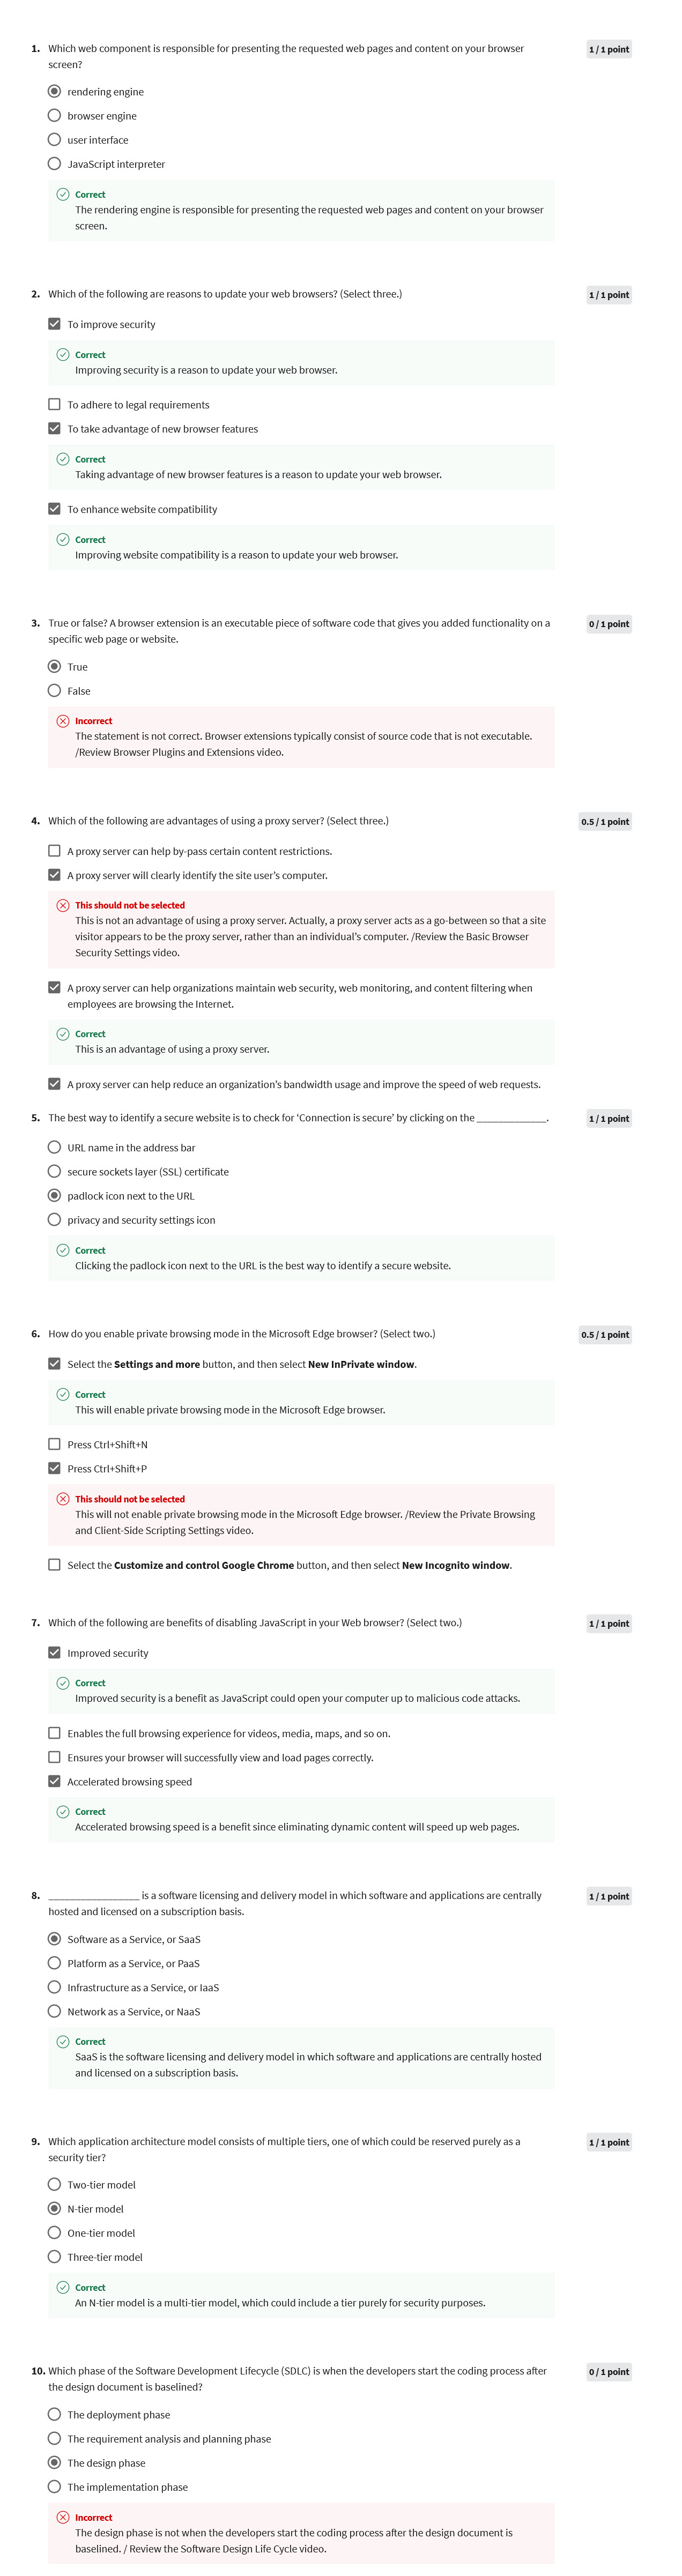 1. Which web component is responsible for presenting the requested web pages and content on your browser
screen?
1 / 1 point
rendering engine
browser engine
user interface
JavaScript interpreter
Correct
The rendering engine is responsible for presenting the requested web pages and content on your browser
screen.
2. Which of the following are reasons to update your web browsers? (Select three.)
1 / 1 point
To improve security
Correct
Improving security is a reason to update your web browser.
To adhere to legal requirements
To take advantage of new browser features
Correct
Taking advantage of new browser features is a reason to update your web browser.
To enhance website compatibility
Correct
Improving website compatibility is a reason to update your web browser.
3. True or false? A browser extension is an executable piece of software code that gives you added functionality on a
specific web page or website.
0 / 1 point
True
False
Incorrect
The statement is not correct. Browser extensions typically consist of source code that is not executable.
/Review Browser Plugins and Extensions video.
4. Which of the following are advantages of using a proxy server? (Select three.)
0.5 / 1 point
A proxy server can help by-pass certain content restrictions.
A proxy server will clearly identify the site user's computer.
This should not be selected
This is not an advantage of using a proxy server. Actually, a proxy server acts as a go-between so that a site
visitor appears to be the proxy server, rather than an individual's computer. /Review the Basic Browser
Security Settings video.
A proxy server can help organizations maintain web security, web monitoring, and content filtering when
employees are browsing the Internet.
Correct
This is an advantage of using a proxy server.
A proxy server can help reduce an organization's bandwidth usage and improve the speed of web requests.
5. The best way to identify a secure website is to check for ‘Connection is secure’ by clicking on the _____________.
1 / 1 point
URL name in the address bar
secure sockets layer (SSL) certificate
padlock icon next to the URL
privacy and security settings icon
Correct
Clicking the padlock icon next to the URL is the best way to identify a secure website.
6. How do you enable private browsing mode in the Microsoft Edge browser? (Select two.)
0.5 / 1 point
Select the Settings and more button, and then select New InPrivate window.
Correct
This will enable private browsing mode in the Microsoft Edge browser.
Press Ctrl+Shift+N
Press Ctrl+Shift+P
This should not be selected
This will not enable private browsing mode in the Microsoft Edge browser. /Review the Private Browsing
and Client-Side Scripting Settings video.
Select the Customize and control Google Chrome button, and then select New Incognito window.
7. Which of the following are benefits of disabling JavaScript in your Web browser? (Select two.)
1 / 1 point
Improved security
Correct
Improved security is a benefit as JavaScript could open your computer up to malicious code attacks.
Enables the full browsing experience for videos, media, maps, and so on.
Ensures your browser will successfully view and load pages correctly.
Accelerated browsing speed
Correct
Accelerated browsing speed is a benefit since eliminating dynamic content will speed up web pages.
8. _________________ is a software licensing and delivery model in which software and applications are centrally
hosted and licensed on a subscription basis.
1 / 1 point
Software as a Service, or SaaS
Platform as a Service, or PaaS
Infrastructure as a Service, or IaaS
Network as a Service, or NaaS
Correct
SaaS is the software licensing and delivery model in which software and applications are centrally hosted
and licensed on a subscription basis.
9. Which application architecture model consists of multiple tiers, one of which could be reserved purely as a
security tier?
1 / 1 point
Two-tier model
N-tier model
One-tier model
Three-tier model
Correct
An N-tier model is a multi-tier model, which could include a tier purely for security purposes.
10. Which phase of the Software Development Lifecycle (SDLC) is when the developers start the coding process after
the design document is baselined?
0 / 1 point
The deployment phase
The requirement analysis and planning phase
The design phase
The implementation phase
Incorrect
The design phase is not when the developers start the coding process after the design document is
baselined. / Review the Software Design Life Cycle video.